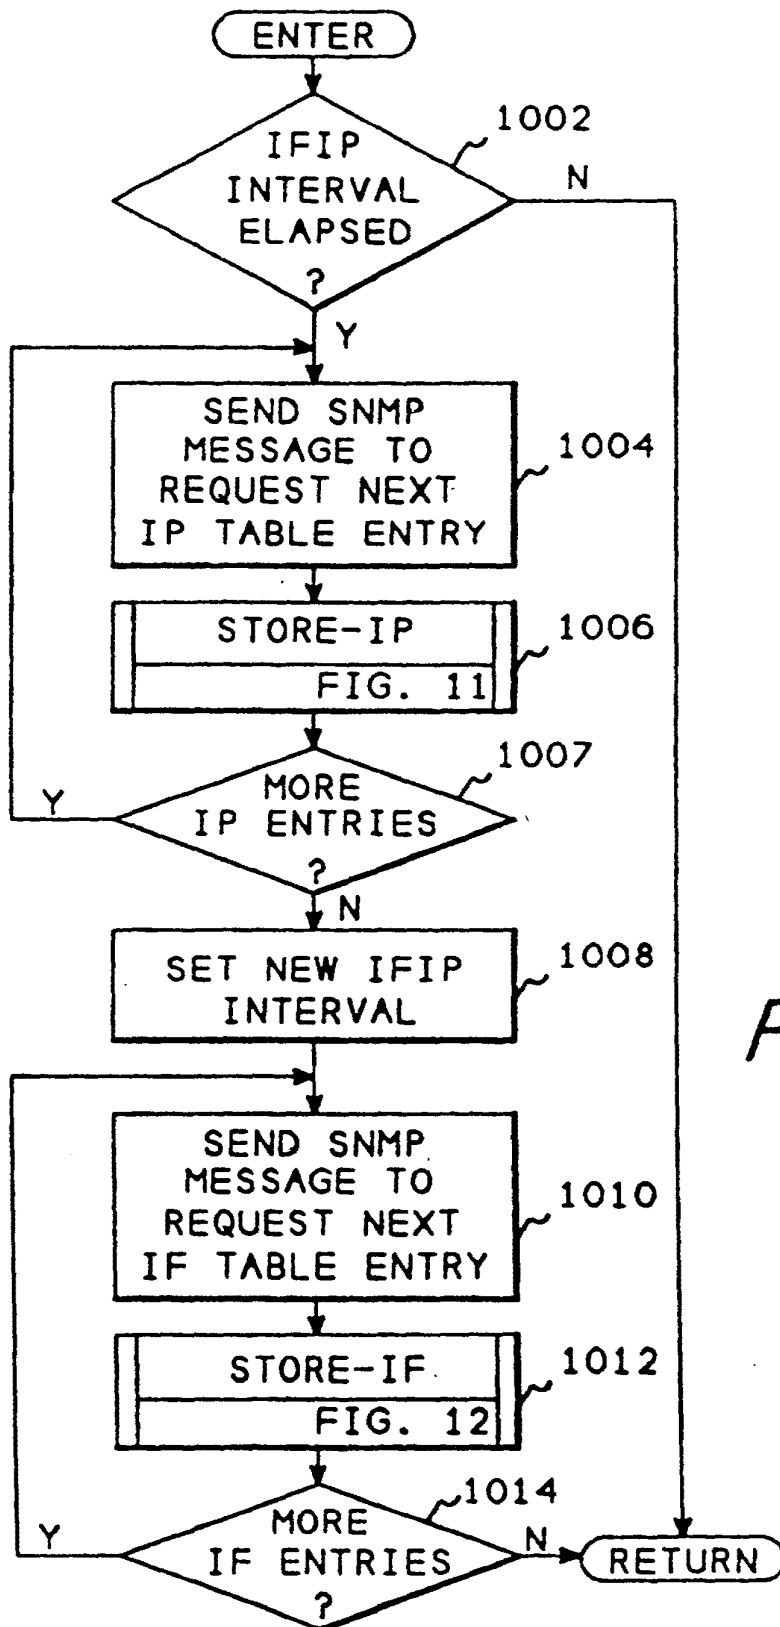 ENTER
1002
IFIP
INTERVAL
ELAPSED
?
N
Y
SEND SNMP
MESSAGE TO
REQUEST NEXT
IP TABLE ENTRY
1004
STORE-IP
FIG. 11
1006
1007
MORE
IP ENTRIES
?
Y
N
SET NEW IFIP
INTERVAL
1008
SEND SNMP
MESSAGE TO
REQUEST NEXT
IF TABLE ENTRY
1010
STORE-IF
FIG. 12
1012
1014
MORE
IF ENTRIES
?
Y
N
RETURN